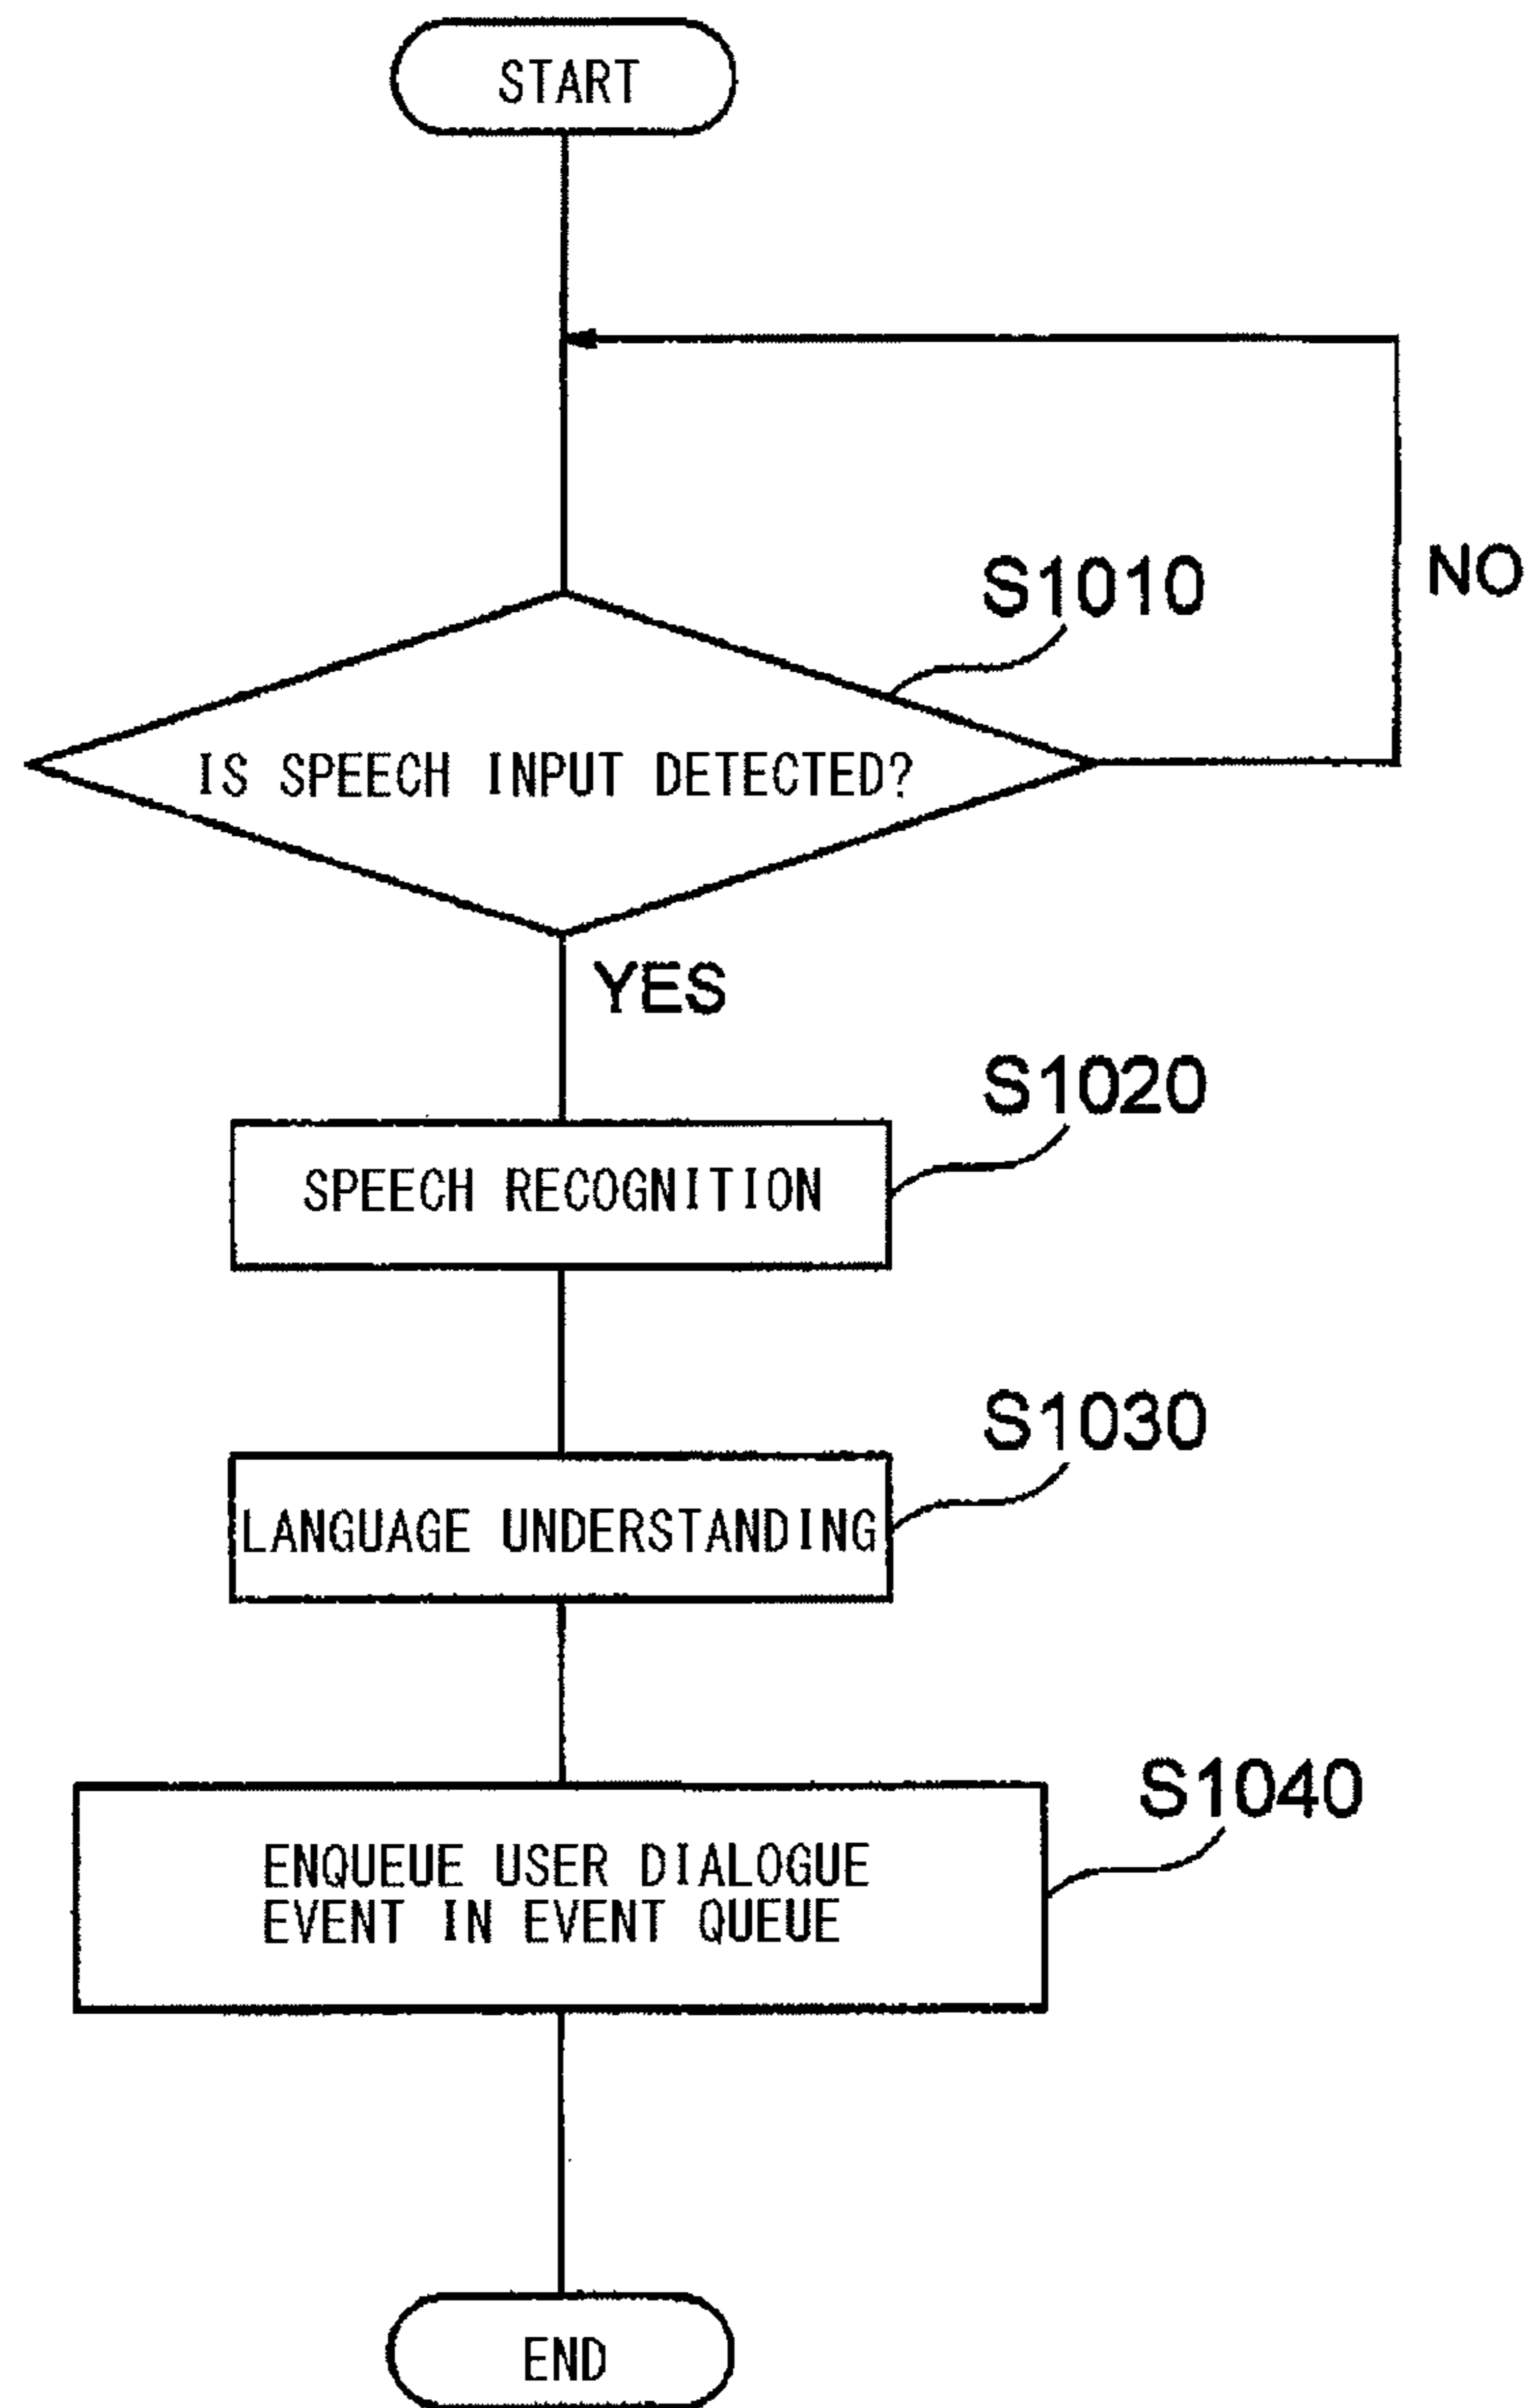 START
S1010
NO
IS SPEECH INPUT DETECTED?
YES
S1020
SPEECH RECOGNITION
S1030
LANGUAGE UNDERSTANDING
S1040
ENQUEUE USER DIALOGUE
EVENT IN EVENT QUEUE
END